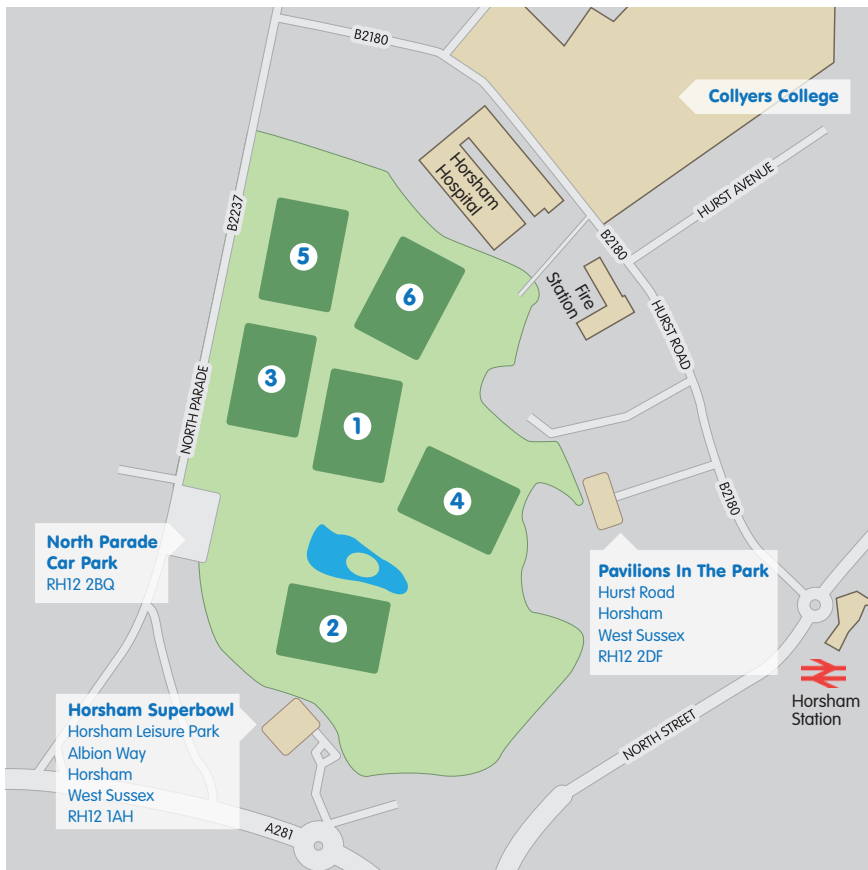 B2180
Collyers College
Horsham
Hospital
HURST AVENUE
B2237
B2180
5
6
Fire
Station
HURST ROAD
3
NORTH PARADE
1
4
B2180
North Parade
Car Park
RH12 2BQ
Pavilions In The Park
Hurst Road
Horsham
West Sussex
RH12 2DF
2
Horsham
Station
Horsham Superbowl
Horsham Leisure Park
Albion Way
Horsham
West Sussex
RH12 1AH
NORTH STREET
A281